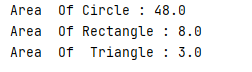 Area  Of Circle : 48.0
Area  Of Rectangle : 8.0
Area  Of  Triangle : 3.0